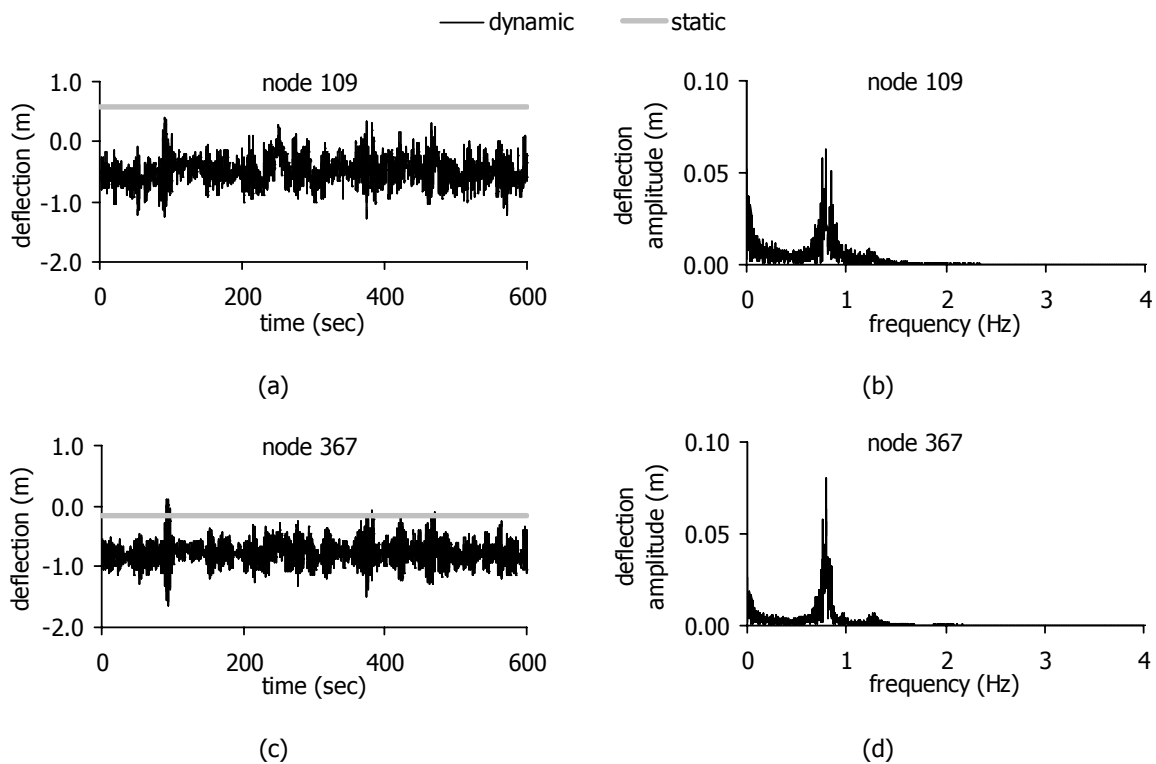 dynamic static
node 109
1.0
0.0
-1.0
-2.0
deflection (m)
0 200 400 600
time (sec)
(a)
node 109
0.10
0.05
0.00
deflection
amplitude (m)
0 1 2 3 4
frequency (Hz)
(b)
node 367
1.0
0.0
-1.0
-2.0
deflection (m)
0 200 400 600
time (sec)
(c)
node 367
0.10
0.05
0.00
deflection
amplitude (m)
0 1 2 3 4
frequency (Hz)
(d)